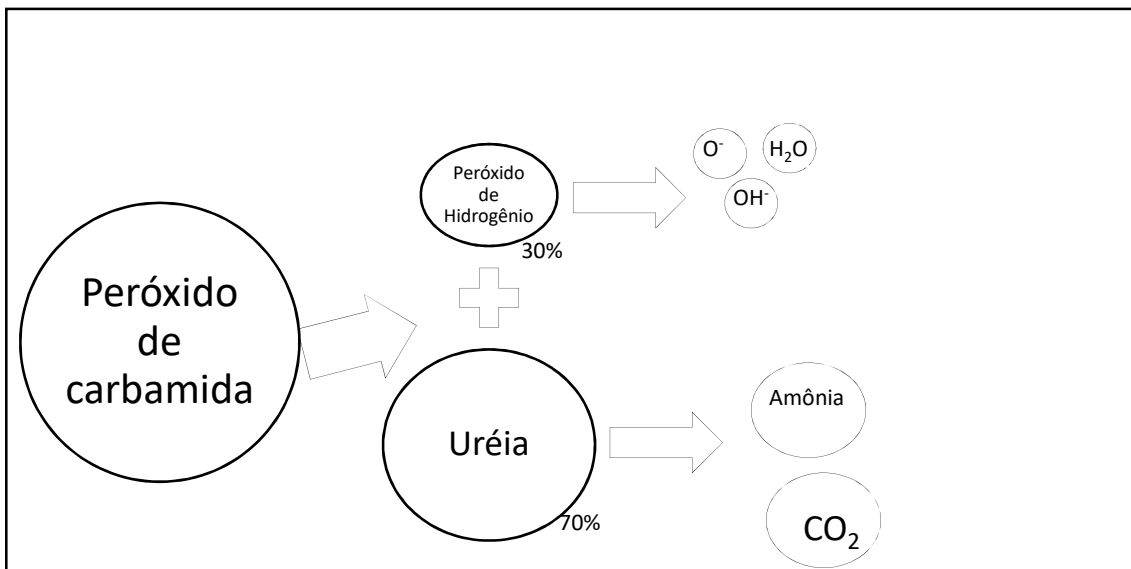 Peróxido
de
carbamida
Peróxido
de
Hidrogênio
30%
O⁻
H₂O
OH⁻
Uréia
70%
Amônia
CO₂